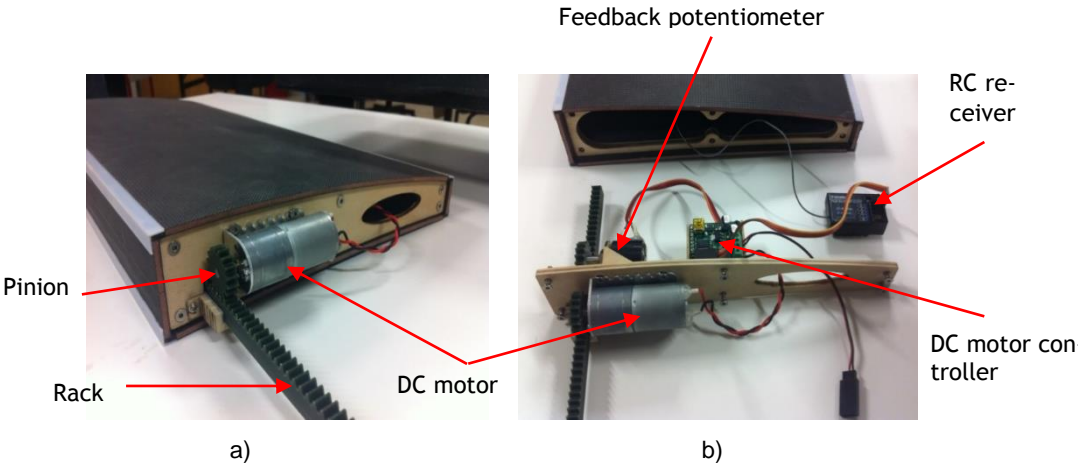 Feedback potentiometer
RC re-
ceiver
Pinion
Rack
DC motor
DC motor con
troller
a)
b)